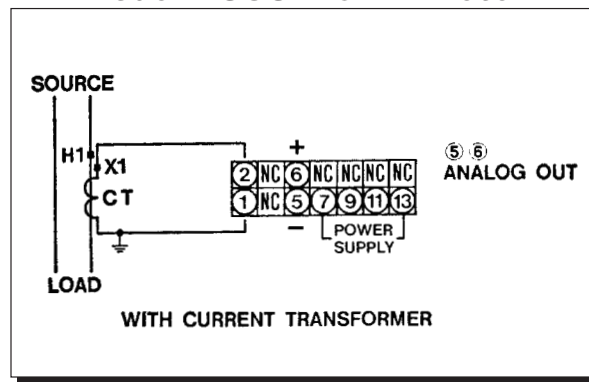 SOURCE
H1
X1
CT
LOAD
+
2 NC 6 NC NC NC NC
1 NC 5 7 9 11 13
−
POWER
SUPPLY
5 6
ANALOG OUT
WITH CURRENT TRANSFORMER